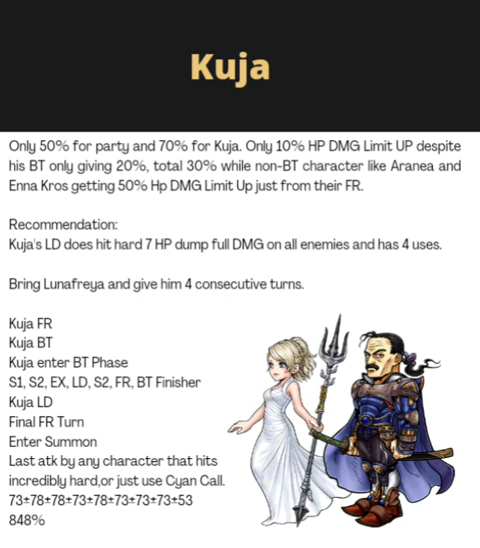 Kuja
Only 50% for party and 70% for Kuja. Only 10% HP DMG Limit UP despite
his BT only giving 20%, total 30% while non-BT character like Aranea and
Enna Kros getting 50% Hp DMG Limit Up just from their FR.
Recommendation:
Kuja's LD does hit hard 7 HP dump full DMG on all enemies and has 4 uses.
Bring Lunafreya and give him 4 consecutive turns.
Kuja FR
Kuja BT
Kuja enter BT Phase
S1, S2, EX, LD, S2, FR, BT Finisher
Kuja LD
Final FR Turn
Enter Summon
Last atk by any character that hits
incredibly hard,or just use Cyan Call.
73+78+78+73+78+73+73+73+53
848%